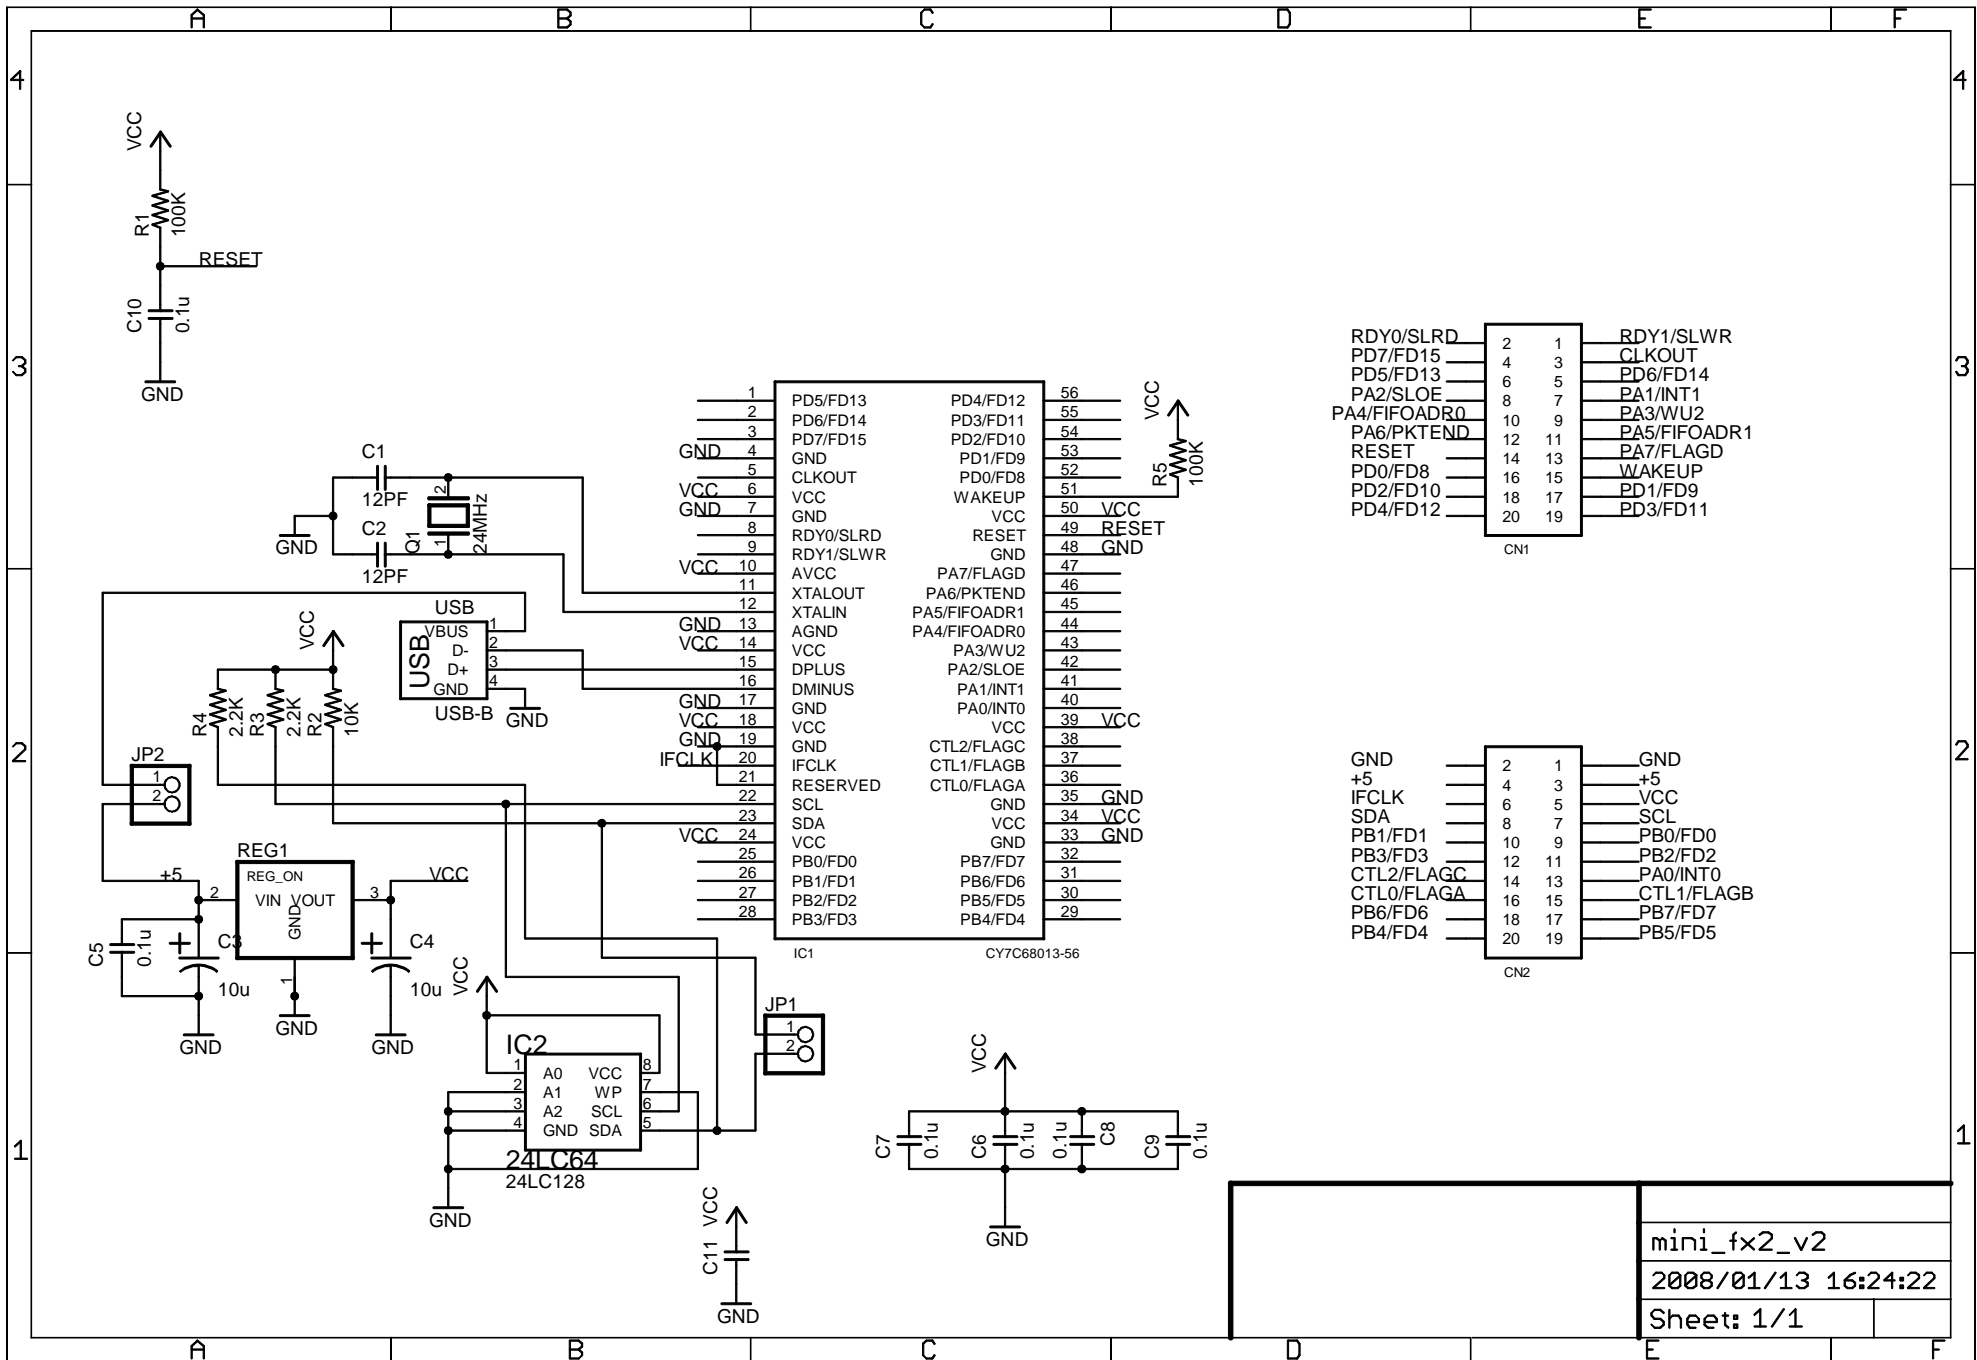 A B C D E F
4 4
VCC
R1
100K
RESET
C10
0.1u
GND
3 3
C1
12PF
C2
12PF
GND
Q1
2
1
24MHz
GND
VCC
GND
VCC
GND
VCC
GND
VCC
GND
IFCLK
VCC
1 PD5/FD13 PD4/FD12 56
2 PD6/FD14 PD3/FD11 55
3 PD7/FD15 PD2/FD10 54
4 GND PD1/FD9 53
5 CLKOUT PD0/FD8 52
6 VCC WAKEUP 51
7 GND VCC 50 VCC
8 RDY0/SLRD RESET 49 RESET
9 RDY1/SLWR GND 48 GND
10 AVCC PA7/FLAGD 47
11 XTALOUT PA6/PKTEND 46
12 XTALIN PA5/FIFOADR1 45
13 AGND PA4/FIFOADR0 44
14 VCC PA3/WU2 43
15 DPLUS PA2/SLOE 42
16 DMINUS PA1/INT1 41
17 GND PA0/INT0 40
18 VCC VCC 39 VCC
19 GND CTL2/FLAGC 38
20 IFCLK CTL1/FLAGB 37
21 RESERVED CTL0/FLAGA 36
22 SCL GND 35 GND
23 SDA VCC 34 VCC
24 VCC GND 33 GND
25 PB0/FD0 PB7/FD7 32
26 PB1/FD1 PB6/FD6 31
27 PB2/FD2 PB5/FD5 30
28 PB3/FD3 PB4/FD4 29
IC1 CY7C68013-56
VCC
R5
100K
RDY0/SLRD 2 1 RDY1/SLWR
PD7/FD15 4 3 CLKOUT
PD5/FD13 6 5 PD6/FD14
PA2/SLOE 8 7 PA1/INT1
PA4/FIFOADR0 10 9 PA3/WU2
PA6/PKTEND 12 11 PA5/FIFOADR1
RESET 14 13 PA7/FLAGD
PD0/FD8 16 15 WAKEUP
PD2/FD10 18 17 PD1/FD9
PD4/FD12 20 19 PD3/FD11
CN1
USB
USB
VBUS 1
D- 2
D+ 3
GND 4
USB-B
GND
VCC
R4
2.2K
R3
2.2K
R2
10K
2 2
JP2
1
2
GND 2 1 GND
+5 4 3 +5
IFCLK 6 5 VCC
SDA 8 7 SCL
PB1/FD1 10 9 PB0/FD0
PB3/FD3 12 11 PB2/FD2
CTL2/FLAGC 14 13 PA0/INT0
CTL0/FLAGA 16 15 CTL1/FLAGB
PB6/FD6 18 17 PB7/FD7
PB4/FD4 20 19 PB5/FD5
CN2
REG1
REG_ON
+5 2 VIN VOUT 3 VCC
GND
1
C5
0.1u
C3
10u
C4
10u
GND
GND
GND
VCC
IC2
1 A0 VCC 8
2 A1 WP 7
3 A2 SCL 6
4 GND SDA 5
24LC64
24LC128
GND
JP1
1
2
1 1
VCC
C7
0.1u
C6
0.1u
0.1u
C8
C9
0.1u
GND
VCC
C11
GND
mini_fx2_v2
2008/01/13 16:24:22
Sheet: 1/1
A B C D E F